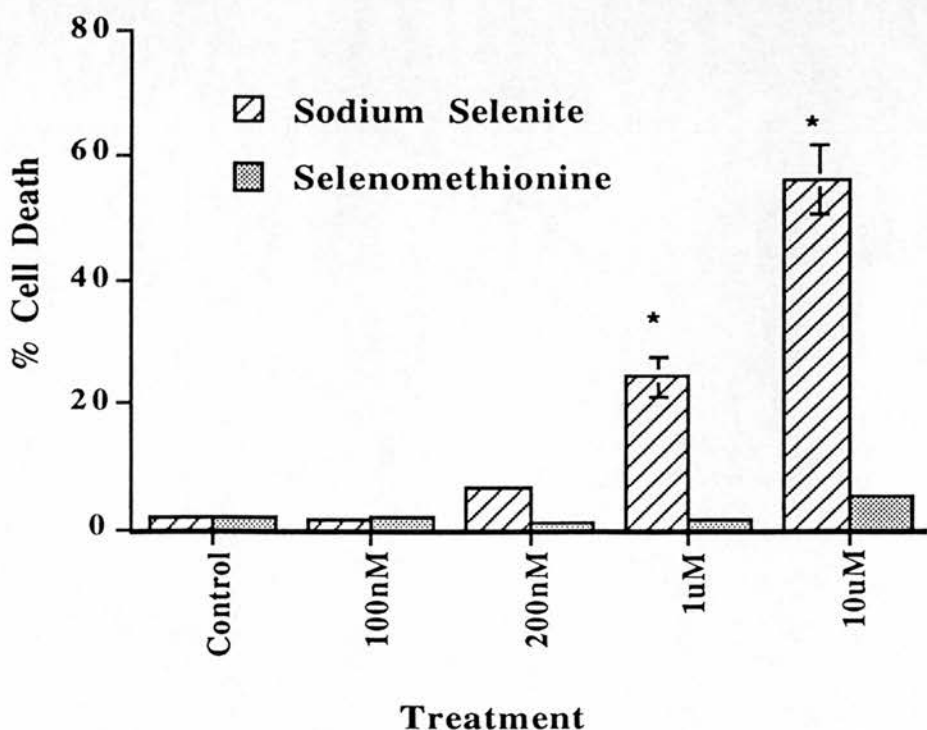 80
60
40
20
0
% Cell Death
Sodium Selenite
Selenomethionine
*
*
Control
100nM
200nM
1uM
10uM
Treatment